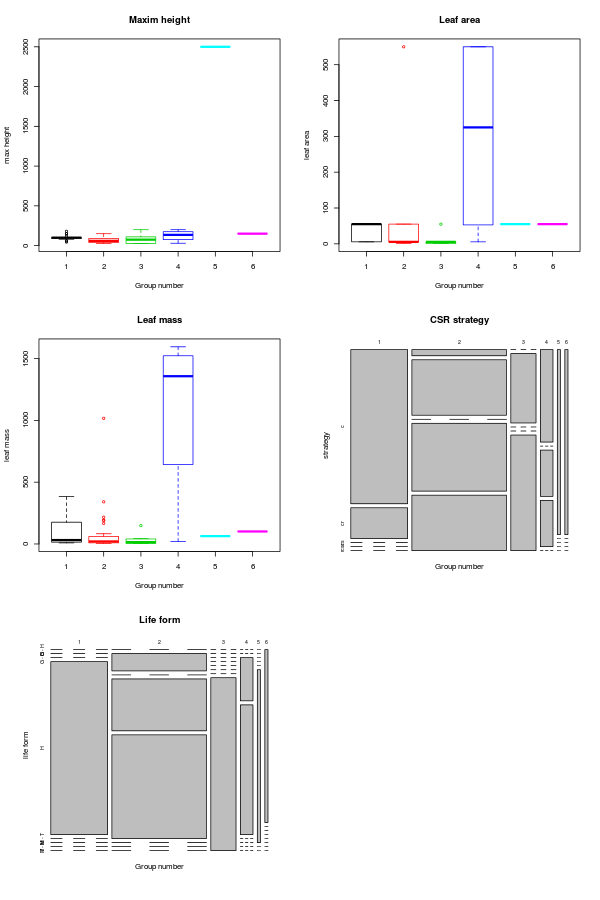 Maxim height
max height
0
500
1000
1500
2000
2500
1 2 3 4 5 6
Group number
Leaf area
leaf area
0
100
200
300
400
500
1 2 3 4 5 6
Group number
Leaf mass
leaf mass
0
500
1000
1500
1 2 3 4 5 6
Group number
CSR strategy
1 2 3 4 5 6
strategy
Group number
Life form
1 2 3 4 5 6
life form
H
Group number